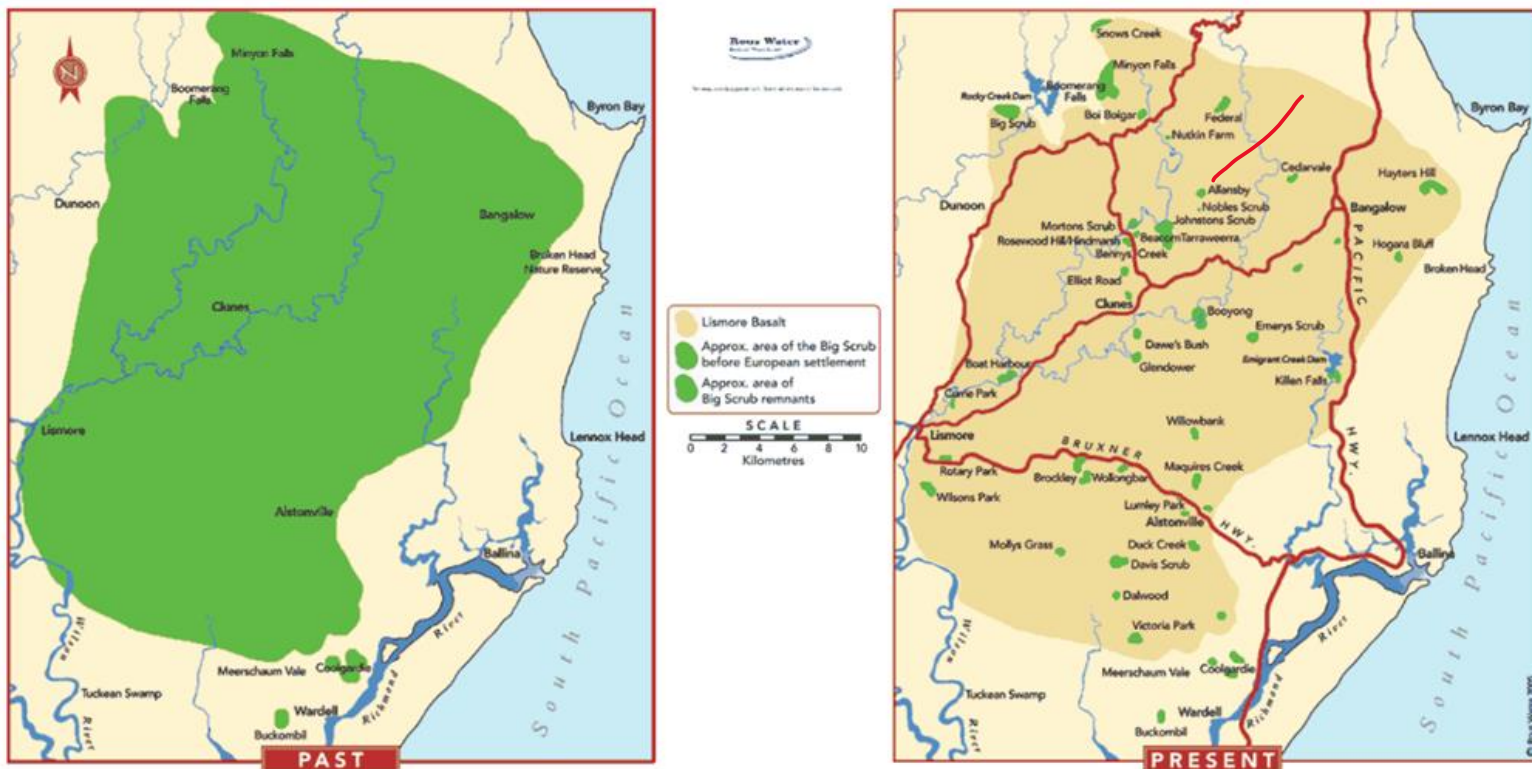 Minyon Falls
Boomerang
Falls
Byron Bay
Dunoon
Bangalow
Broken Head
Nature Reserve
Clunes
Lismore
Lennox Head
Alstonville
Ballina
South Pacific Ocean
Meerschaum Vale
Coolgardie
Richmond River
Wilson River
Tuckean Swamp
Wardell
Buckombil
PAST
Rous Water
Lismore Basalt
Approx. area of the Big Scrub
before European settlement
Approx. area of
Big Scrub remnants
SCALE
0 2 4 6 8 10
Kilometres
Snows Creek
Minyon Falls
Rocky Creek Dam
Boomerang
Falls
Big Scrub
Boi Boigar
Federal
Nutkin Farm
Byron Bay
Cedarvale
Hayters Hill
Allansby
Dunoon
Nobles Scrub
Bangalow
Mortons Scrub
Johnstons Scrub
Rosewood Hill/Hindmarsh
Beacom
Tarraweerra
Bennys Creek
Hogans Bluff
Broken Head
Elliot Road
Clunes
Booyong
Emerys Scrub
Dawe's Bush
Emigrant Creek Dam
Boat Harbour
Glendower
Killen Falls
Currie Park
Willowbank
Lismore
BRUXNER HWY.
PACIFIC HWY.
Lennox Head
Rotary Park
Brockley
Wollongbar
Maquires Creek
Wilsons Park
Lumley Park
Alstonville
Mollys Grass
Duck Creek
Ballina
Davis Scrub
Dalwood
Victoria Park
South Pacific Ocean
Meerschaum Vale
Coolgardie
Richmond River
Wilson River
Tuckean Swamp
Wardell
Buckombil
PRESENT